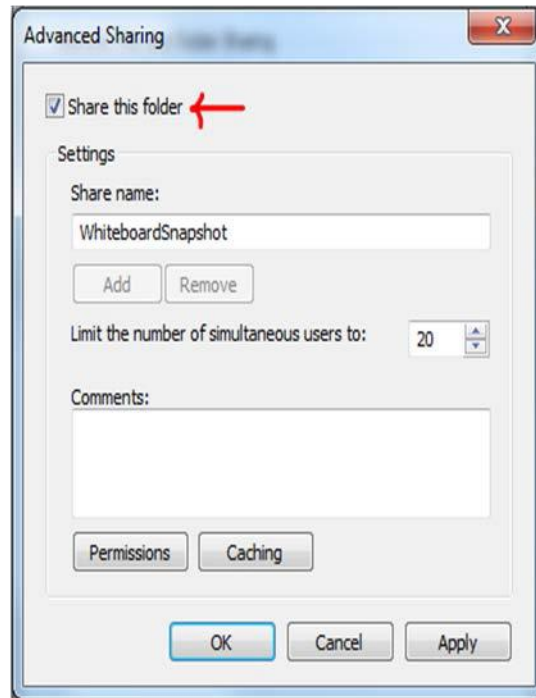 Advanced Sharing
Share this folder
Settings
Share name:
WhiteboardSnapshot
Add Remove
Limit the number of simultaneous users to: 20
Comments:
Permissions Caching
OK Cancel Apply